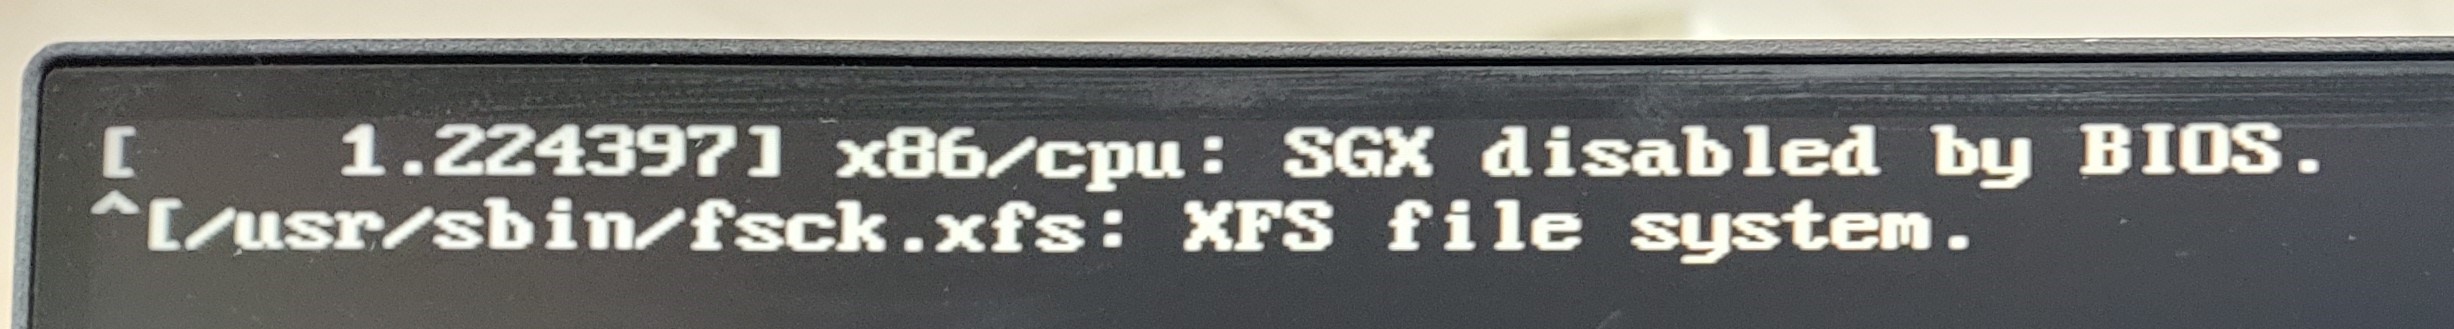 [    1.224397] x86/cpu: SGX disabled by BIOS.
^[/usr/sbin/fsck.xfs: XFS file system.